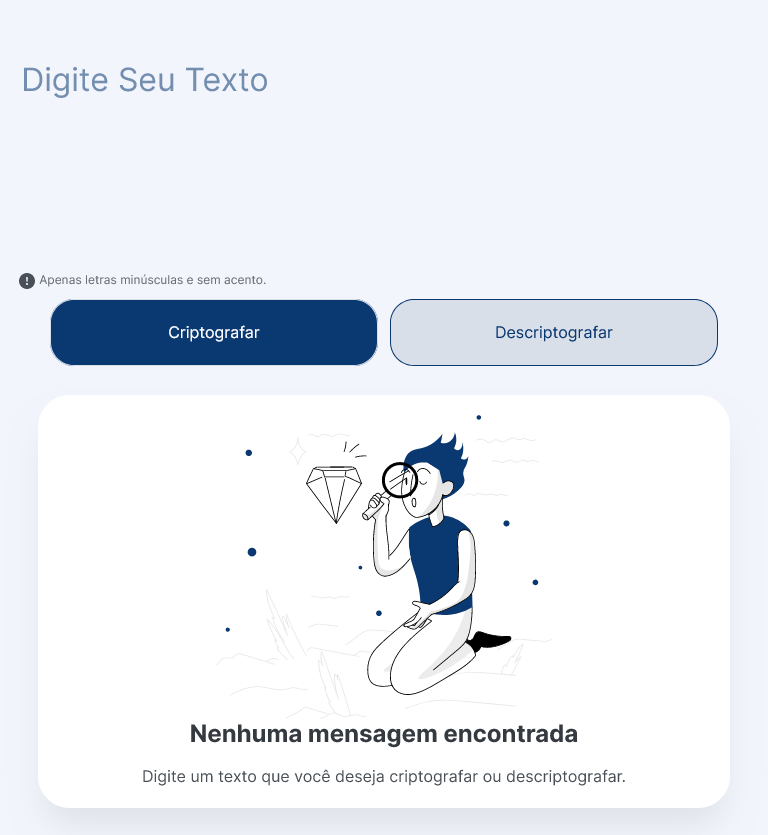 Digite Seu Texto
Apenas letras minúsculas e sem acento.
Criptografar
Descriptografar
Nenhuma mensagem encontrada
Digite um texto que você deseja criptografar ou descriptografar.